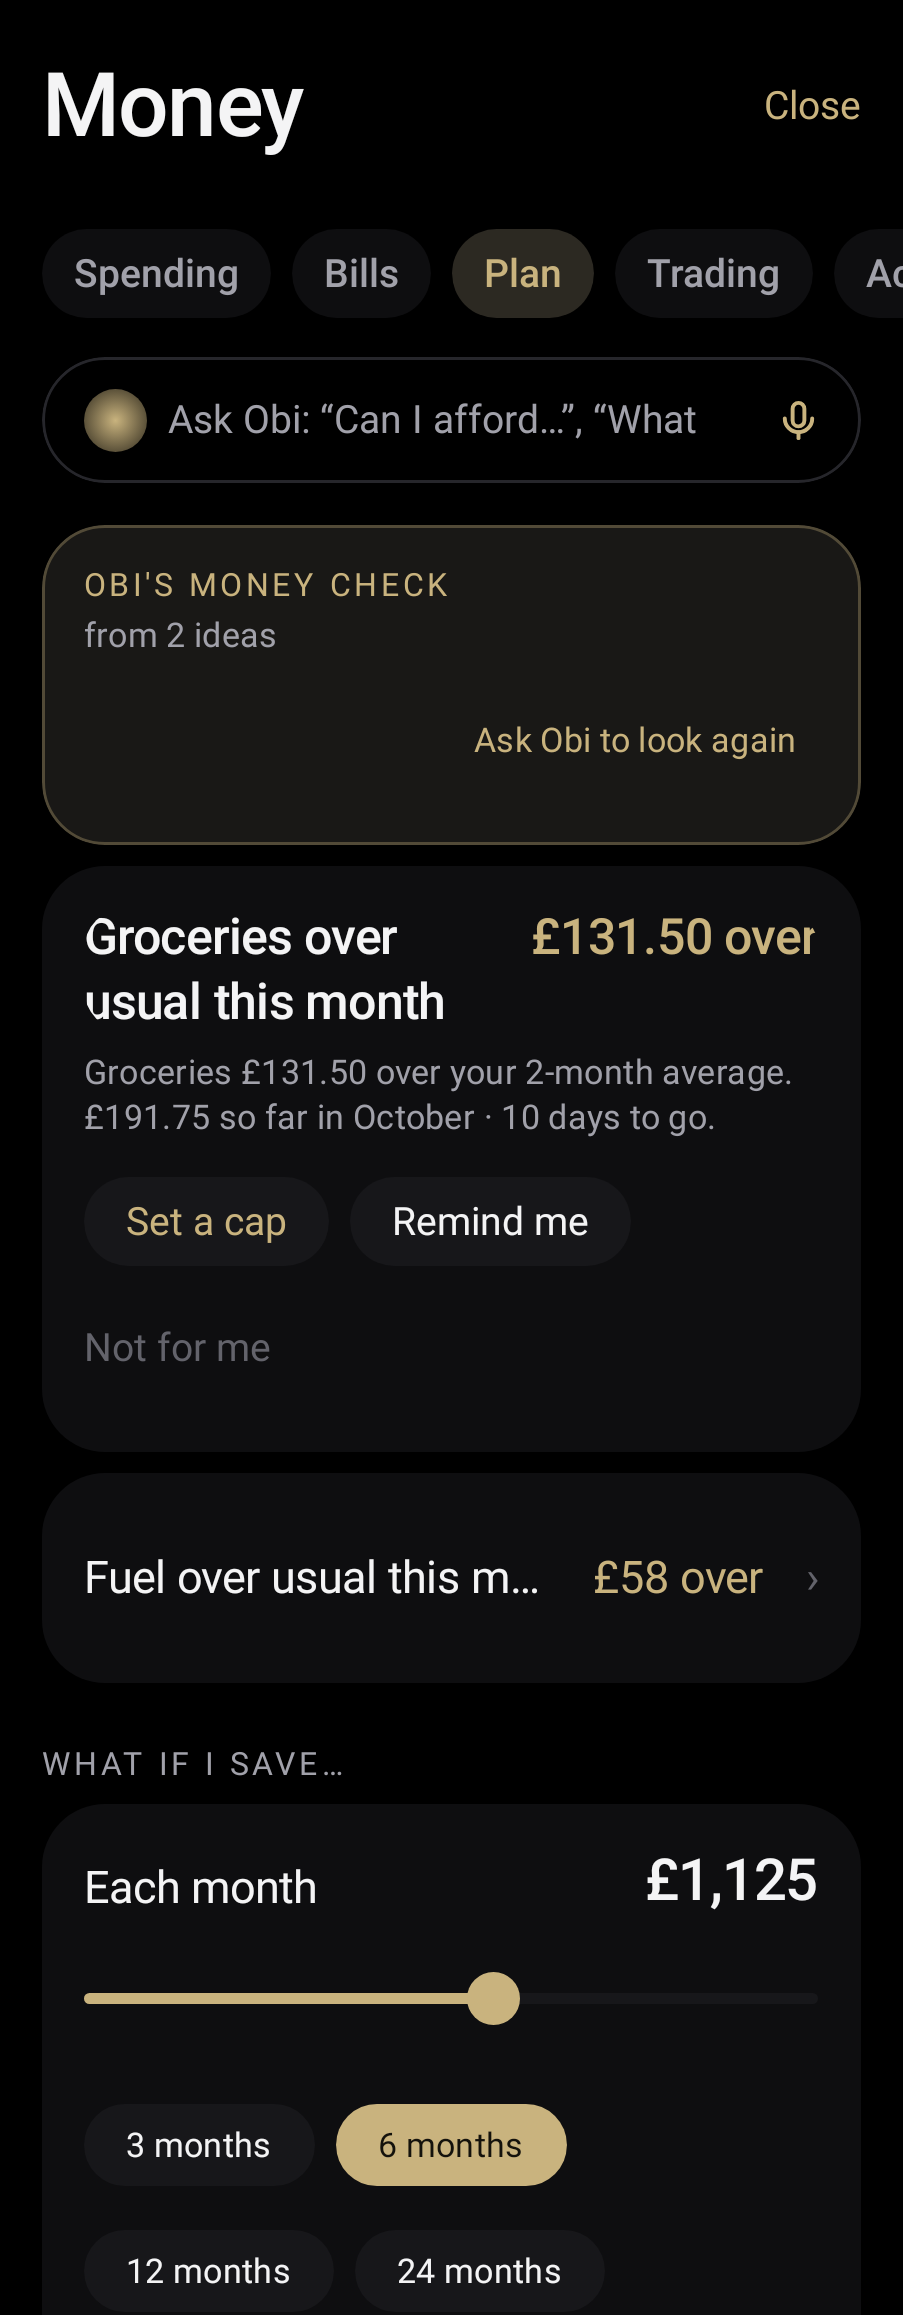 Money
Close
Spending
Bills
Plan
Trading
Ac
Ask Obi: “Can I afford…”, “What
OBI'S MONEY CHECK
from 2 ideas
Ask Obi to look again
Groceries over
usual this month
£131.50 over
Groceries £131.50 over your 2-month average.
£191.75 so far in October · 10 days to go.
Set a cap
Remind me
Not for me
Fuel over usual this m…
£58 over
›
WHAT IF I SAVE…
Each month
£1,125
3 months
6 months
12 months
24 months